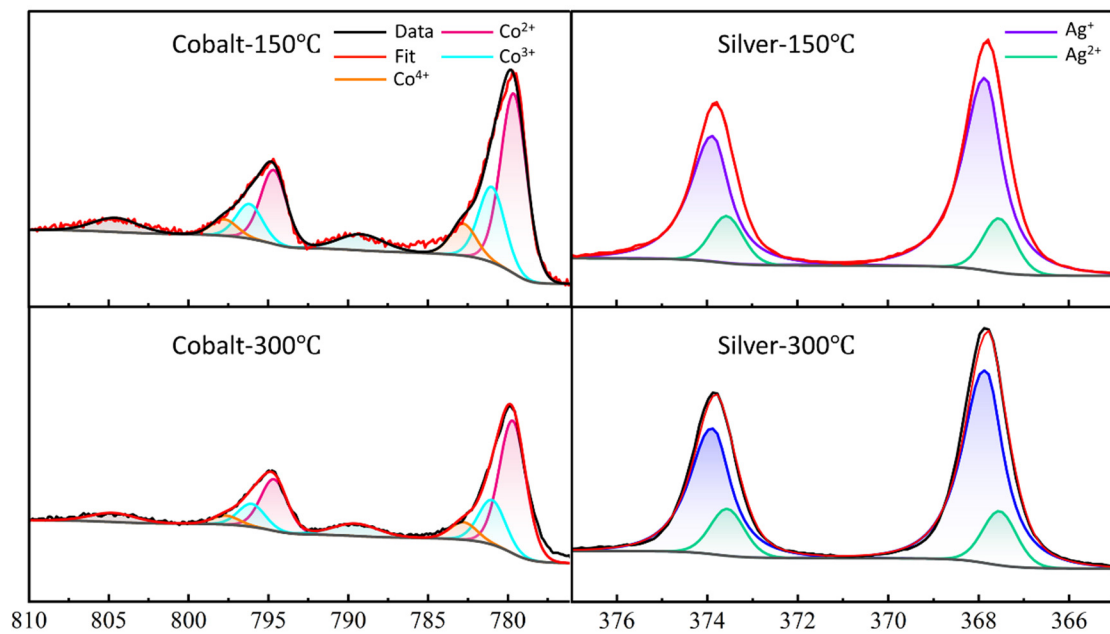 Cobalt-150℃
Data
Fit
Co⁴⁺
Co²⁺
Co³⁺
Silver-150℃
Ag⁺
Ag²⁺
Cobalt-300℃
Silver-300℃
810 805 800 795 790 785 780
376 374 372 370 368 366